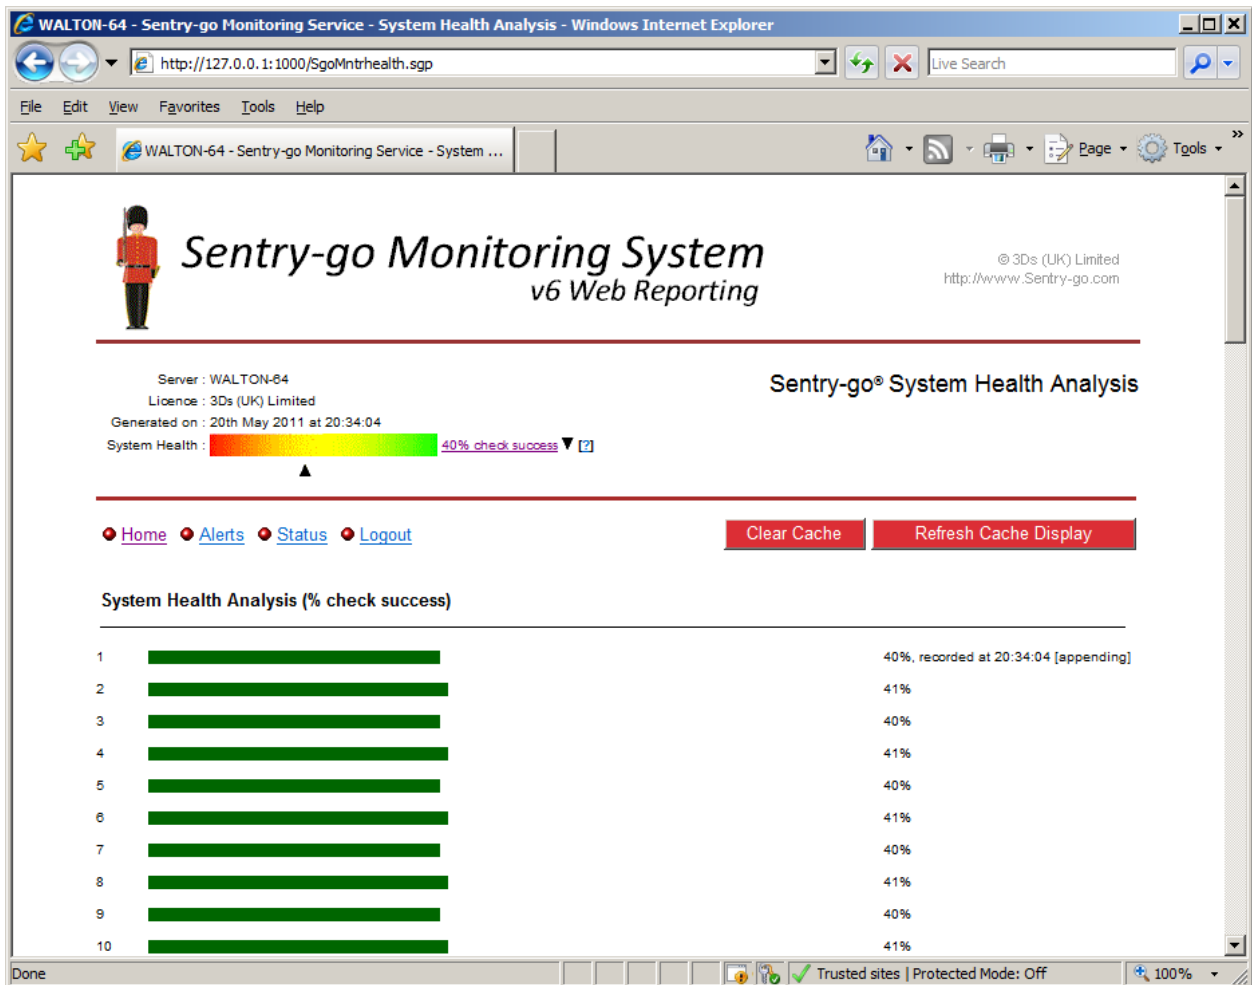 WALTON-64 - Sentry-go Monitoring Service - System Health Analysis - Windows Internet Explorer
http://127.0.0.1:1000/SgoMntrhealth.sgp
Live Search
File Edit View Favorites Tools Help
WALTON-64 - Sentry-go Monitoring Service - System ...
Page
Tools
»
Sentry-go Monitoring System
v6 Web Reporting
© 3Ds (UK) Limited
http://www.Sentry-go.com
Server : WALTON-64
Licence : 3Ds (UK) Limited
Generated on : 20th May 2011 at 20:34:04
System Health : 40% check success ▼ [?]
Sentry-go® System Health Analysis
Home Alerts Status Logout
Clear Cache
Refresh Cache Display
System Health Analysis (% check success)
1 40%, recorded at 20:34:04 [appending]
2 41%
3 40%
4 41%
5 40%
6 41%
7 40%
8 41%
9 40%
10 41%
Done
Trusted sites | Protected Mode: Off
100%